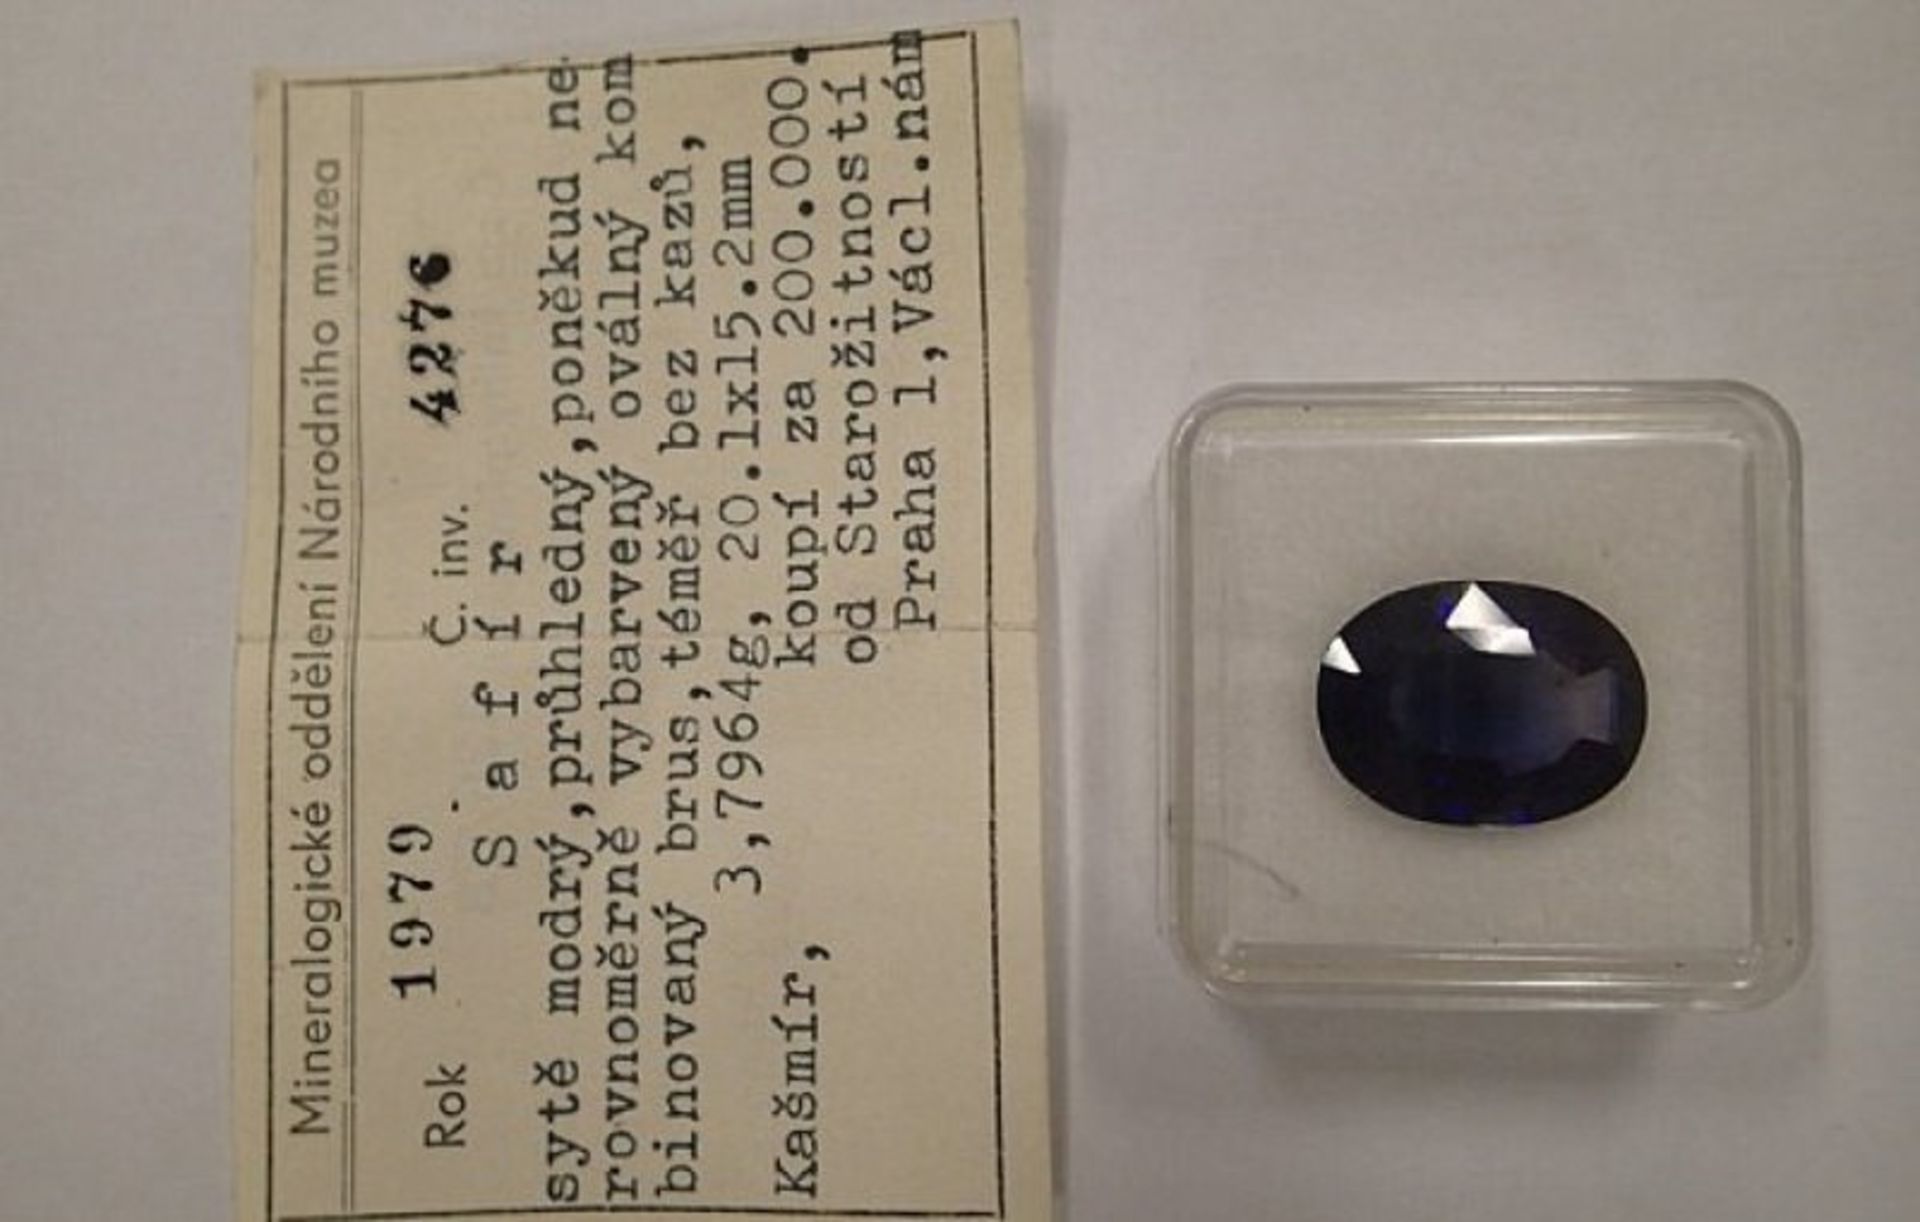 Mineralogické oddělení Národního muzea
Rok 1979 Č. inv. 4276
S a f í r
sytě modrý,průhledný,poněkud ne-
rovnoměrně vybarvený oválný kom
binovaný brus,téměř bez kazů,
3,7964g, 20.1x15.2mm
Kašmír, koupí za 200.000.
od Starožitností
Praha 1,Václ.nám